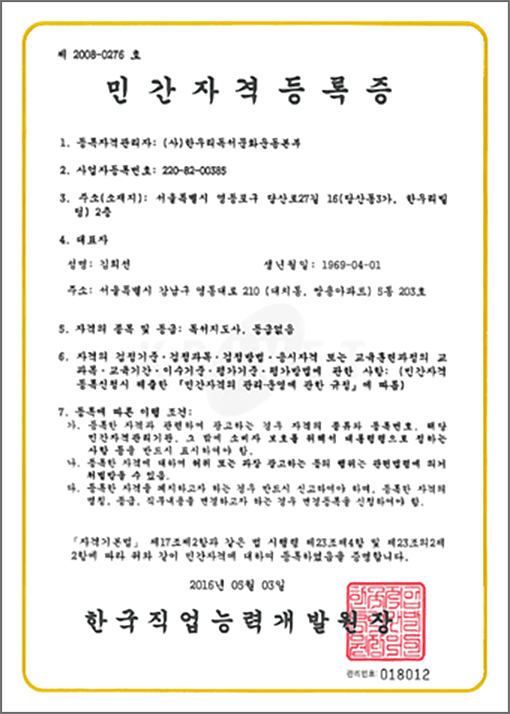 제 2008-0276 호
민간자격등록증
1. 등록자격관리자: (사)한우리독서문화운동본부
2. 사업자등록번호: 220-82-00385
3. 주소(소재지): 서울특별시 영등포구 당산로27길 16(당산동3가, 한우리빌
딩) 2층
4. 대표자
성명: 김희선 생년월일: 1969-04-01
주소: 서울특별시 강남구 영동대로 210 (대치동, 쌍용아파트) 5동 203호
5. 자격의 종목 및 등급: 독서지도사, 등급없음
6. 자격의 검정기준·검정과목·검정방법·응시자격 또는 교육훈련과정의 교
과목·교육기간·이수기준·평가기준·평가방법에 관한 사항: (민간자격
등록신청시 제출한 「민간자격의 관리·운영에 관한 규정」에 따름)
7. 등록에 따른 이행 조건:
가. 등록한 자격과 관련하여 광고하는 경우 자격의 종류와 등록번호, 해당
민간자격관리기관, 그 밖에 소비자 보호를 위해서 대통령령으로 정하는
사항 등을 반드시 표시하여야 함.
나. 등록한 자격에 대하여 허위 또는 과장 광고하는 등의 행위는 관련법령에 의거
처벌받을 수 있음.
다. 등록한 자격을 폐지하고자 하는 경우 반드시 신고하여야 하며, 등록한 자격의
명칭, 등급, 직무내용을 변경하고자 하는 경우 변경등록을 신청하여야 함.
「자격기본법」 제17조제2항과 같은 법 시행령 제23조제4항 및 제23조의2제
2항에 따라 위와 같이 민간자격에 대하여 등록하였음을 증명합니다.
2016년 05월 03일
한국직업능력개발원장
관리번호: 018012